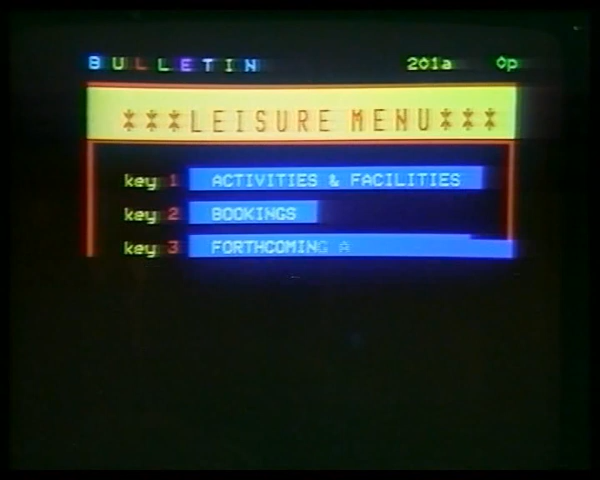 BULLETIN 201a 0p
***LEISURE MENU***
key 1 ACTIVITIES & FACILITIES
key 2 BOOKINGS
key 3 FORTHCOMING A